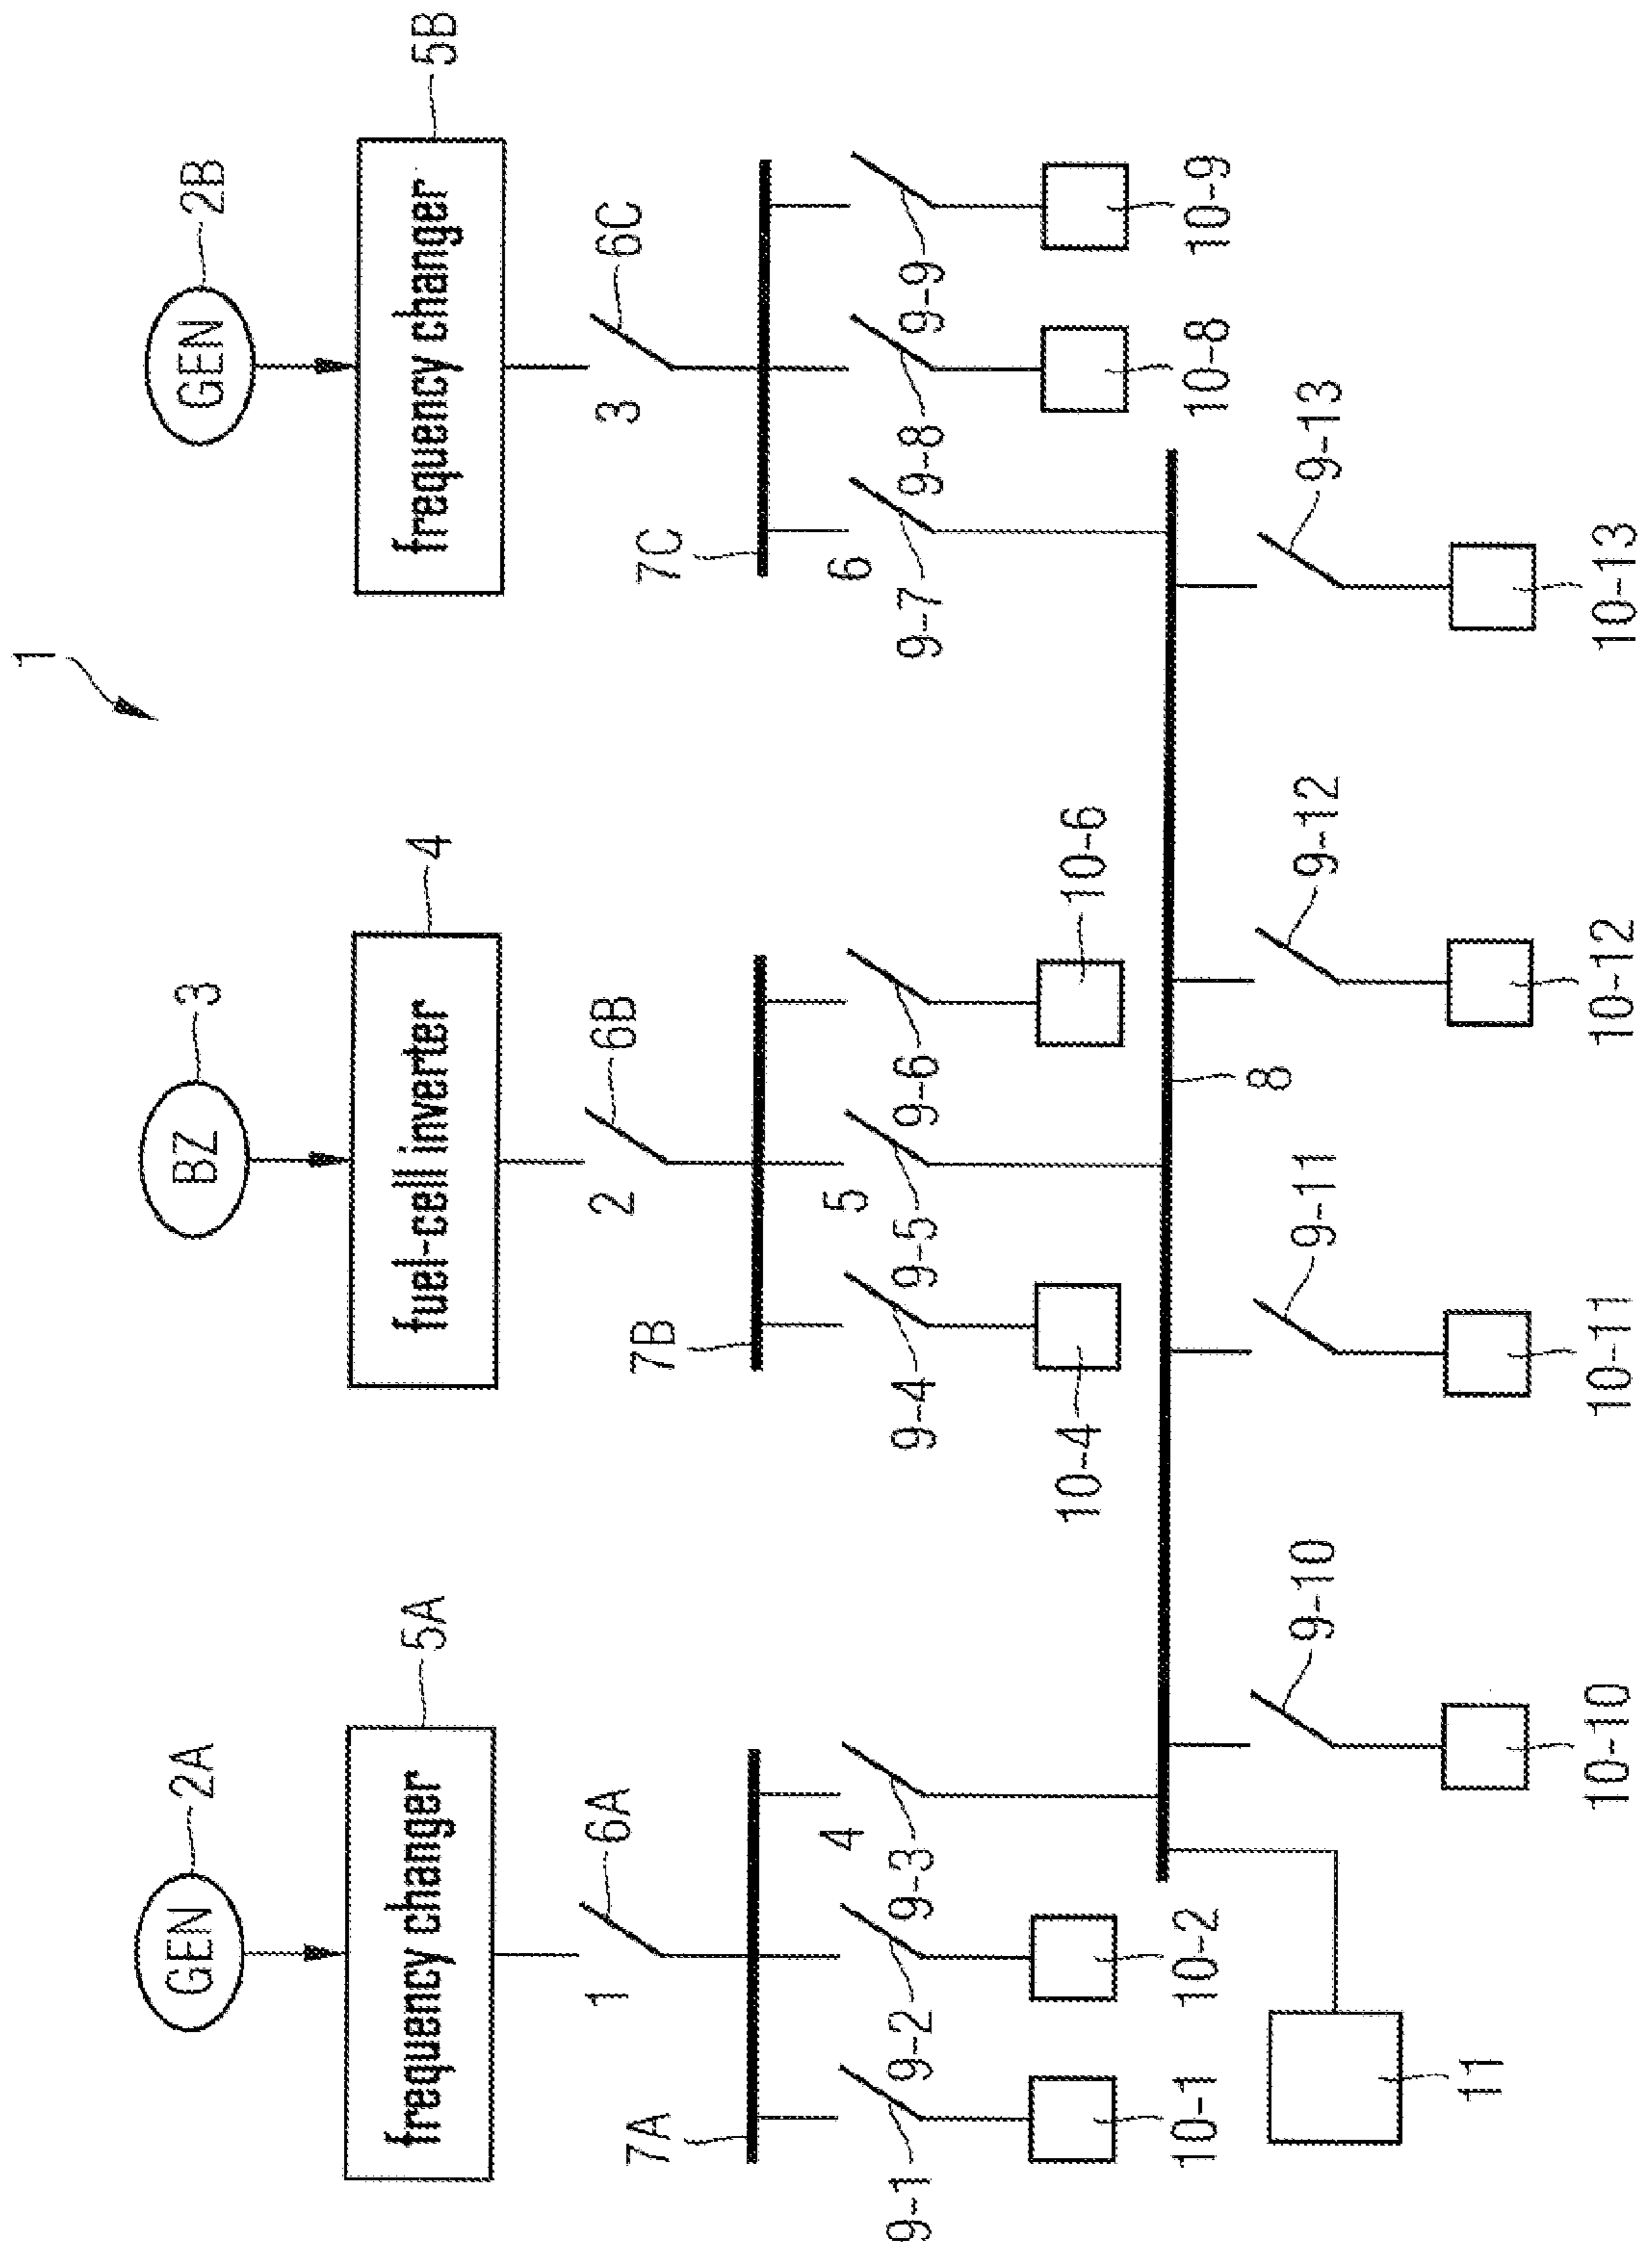 1
GEN
2A
BZ
3
GEN
2B
frequency changer
5A
fuel-cell inverter
4
frequency changer
5B
1
6A
2
6B
3
6C
7A
7B
7C
4
5
6
9-1
9-2
9-3
9-4
9-5
9-6
9-7
9-8
9-9
10-1
10-2
10-4
10-6
10-8
10-9
8
9-10
9-11
9-12
9-13
11
10-10
10-11
10-12
10-13